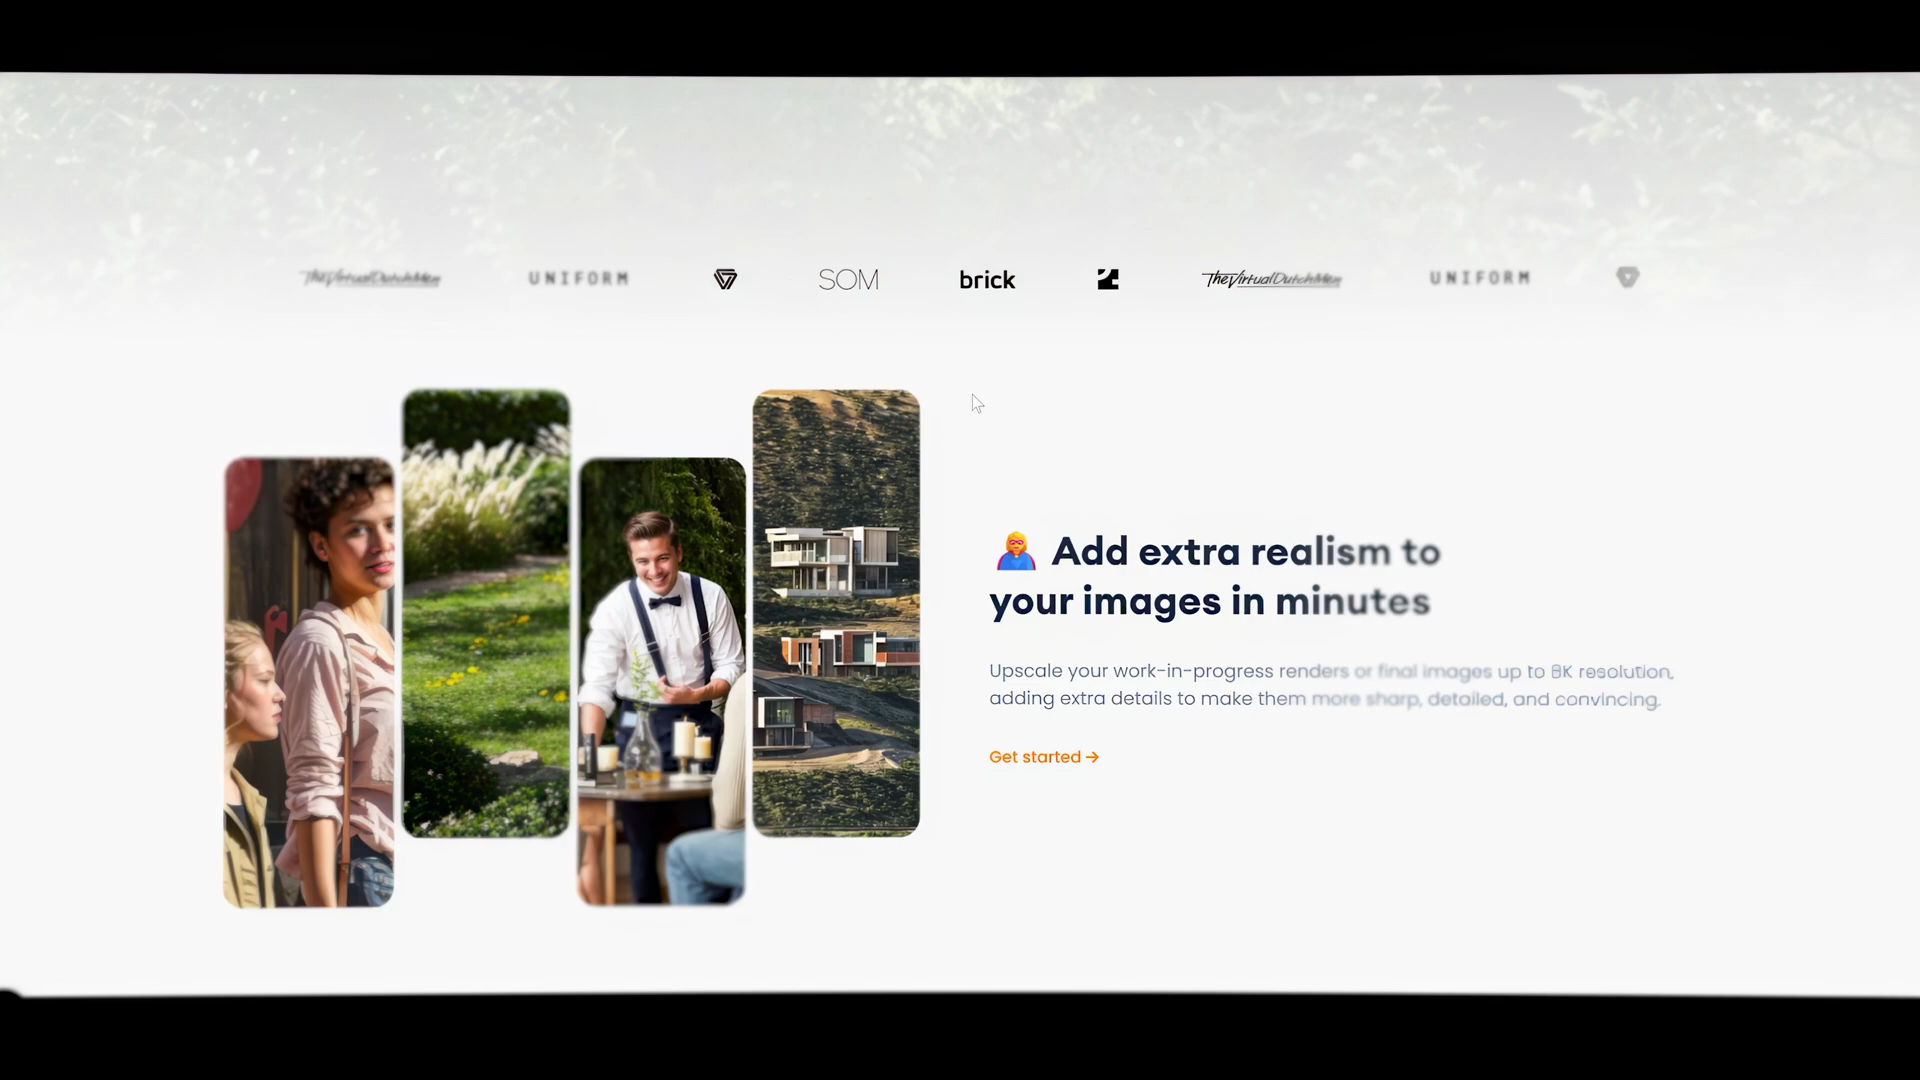 TheVirtualDutchMen UNIFORM SOM brick TheVirtualDutchMen UNIFORM
Add extra realism to
your images in minutes
Upscale your work-in-progress renders or final images up to 8K resolution,
adding extra details to make them more sharp, detailed, and convincing.
Get started →